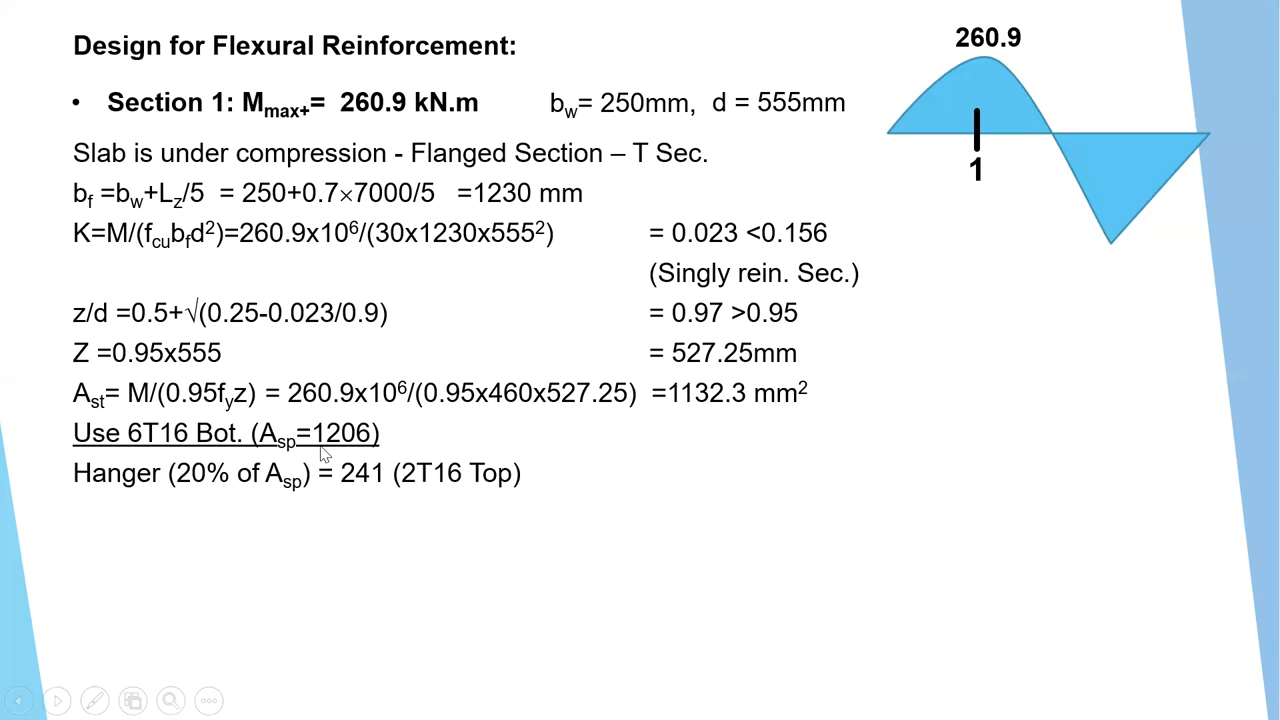 Design for Flexural Reinforcement:
260.9
• Section 1: Mmax+= 260.9 kN.m bw= 250mm, d = 555mm
Slab is under compression - Flanged Section – T Sec.
1
bf =bw+Lz/5 = 250+0.7×7000/5 =1230 mm
K=M/(fcubfd²)=260.9x10⁶/(30x1230x555²) = 0.023 <0.156
(Singly rein. Sec.)
z/d =0.5+√(0.25-0.023/0.9) = 0.97 >0.95
Z =0.95x555 = 527.25mm
Ast= M/(0.95fyz) = 260.9x10⁶/(0.95x460x527.25) =1132.3 mm²
Use 6T16 Bot. (Asp=1206)
Hanger (20% of Asp) = 241 (2T16 Top)